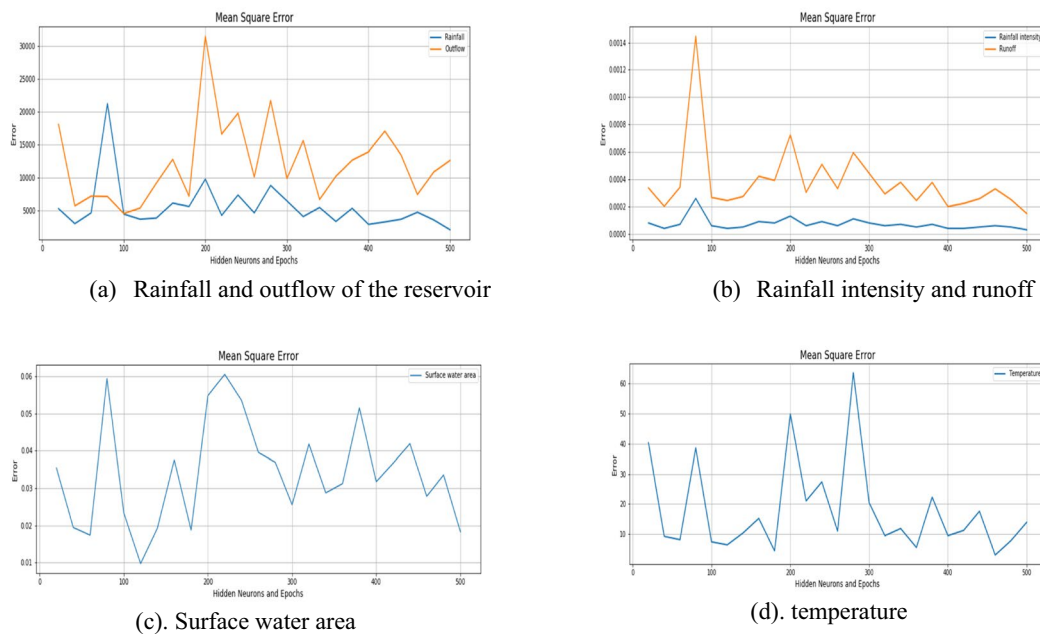 Mean Square Error
Rainfall
Outflow
30000
25000
20000
15000
10000
5000
Error
0
100
200
300
400
500
Hidden Neurons and Epochs
(a) Rainfall and outflow of the reservoir
Mean Square Error
Rainfall intensity
Runoff
0.0014
0.0012
0.0010
0.0008
0.0006
0.0004
0.0002
0.0000
Error
0
100
200
300
400
500
Hidden Neurons and Epochs
(b) Rainfall intensity and runoff
Mean Square Error
Surface water area
0.06
0.05
0.04
0.03
0.02
0.01
Error
0
100
200
300
400
500
Hidden Neurons and Epochs
(c). Surface water area
Mean Square Error
Temperature
60
50
40
30
20
10
Error
0
100
200
300
400
500
Hidden Neurons and Epochs
(d). temperature